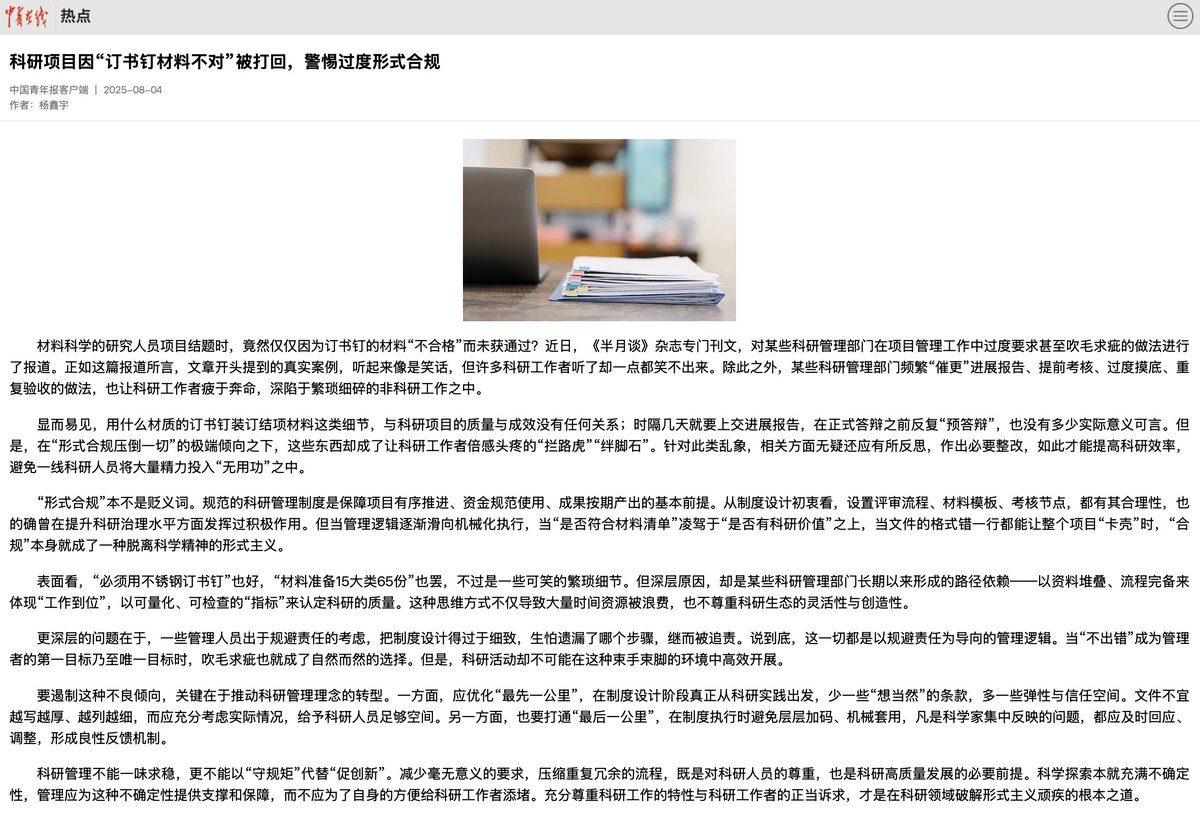 中青在线 热点
科研项目因“订书钉材料不对”被打回，警惕过度形式合规
中国青年报客户端 | 2025-08-04
作者：杨鑫宇
材料科学的研究人员项目结题时，竟然仅仅因为订书钉的材料“不合格”而未获通过？近日，《半月谈》杂志专门刊文，对某些科研管理部门在项目管理工作中过度要求甚至吹毛求疵的做法进行
了报道。正如这篇报道所言，文章开头提到的真实案例，听起来像是笑话，但许多科研工作者听了却一点都笑不出来。除此之外，某些科研管理部门频繁“催更”进展报告、提前考核、过度摸底、重
复验收的做法，也让科研工作者疲于奔命，深陷于繁琐细碎的非科研工作之中。
显而易见，用什么材质的订书钉装订结项材料这类细节，与科研项目的质量与成效没有任何关系；时隔几天就要上交进展报告，在正式答辩之前反复“预答辩”，也没有多少实际意义可言。但
是，在“形式合规压倒一切”的极端倾向之下，这些东西却成了让科研工作者倍感头疼的“拦路虎”“绊脚石”。针对此类乱象，相关方面无疑还应有所反思，作出必要整改，如此才能提高科研效率，
避免一线科研人员将大量精力投入“无用功”之中。
“形式合规”本不是贬义词。规范的科研管理制度是保障项目有序推进、资金规范使用、成果按期产出的基本前提。从制度设计初衷看，设置评审流程、材料模板、考核节点，都有其合理性，也
的确曾在提升科研治理水平方面发挥过积极作用。但当管理逻辑逐渐滑向机械化执行，当“是否符合材料清单”凌驾于“是否有科研价值”之上，当文件的格式错一行都能让整个项目“卡壳”时，“合
规”本身就成了一种脱离科学精神的形式主义。
表面看，“必须用不锈钢订书钉”也好，“材料准备15大类65份”也罢，不过是一些可笑的繁琐细节。但深层原因，却是某些科研管理部门长期以来形成的路径依赖——以资料堆叠、流程完备来
体现“工作到位”，以可量化、可检查的“指标”来认定科研的质量。这种思维方式不仅导致大量时间资源被浪费，也不尊重科研生态的灵活性与创造性。
更深层的问题在于，一些管理人员出于规避责任的考虑，把制度设计得过于细致，生怕遗漏了哪个步骤，继而被追责。说到底，这一切都是以规避责任为导向的管理逻辑。当“不出错”成为管理
者的第一目标乃至唯一目标时，吹毛求疵也就成了自然而然的选择。但是，科研活动却不可能在这种束手束脚的环境中高效开展。
要遏制这种不良倾向，关键在于推动科研管理理念的转型。一方面，应优化“最先一公里”，在制度设计阶段真正从科研实践出发，少一些“想当然”的条款，多一些弹性与信任空间。文件不宜
越写越厚、越列越细，而应充分考虑实际情况，给予科研人员足够空间。另一方面，也要打通“最后一公里”，在制度执行时避免层层加码、机械套用，凡是科学家集中反映的问题，都应及时回应、
调整，形成良性反馈机制。
科研管理不能一味求稳，更不能以“守规矩”代替“促创新”。减少毫无意义的要求，压缩重复冗余的流程，既是对科研人员的尊重，也是科研高质量发展的必要前提。科学探索本就充满不确定
性，管理应为这种不确定性提供支撑和保障，而不应为了自身的方便给科研工作者添堵。充分尊重科研工作的特性与科研工作者的正当诉求，才是在科研领域破解形式主义顽疾的根本之道。